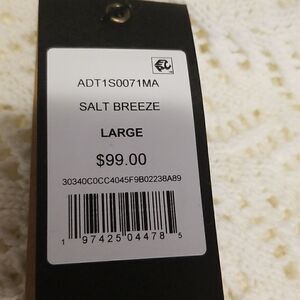 ADT1S0071MA
SALT BREEZE
LARGE
$99.00
30340C0CC4045F9B02238A89
1 97425 04478 5